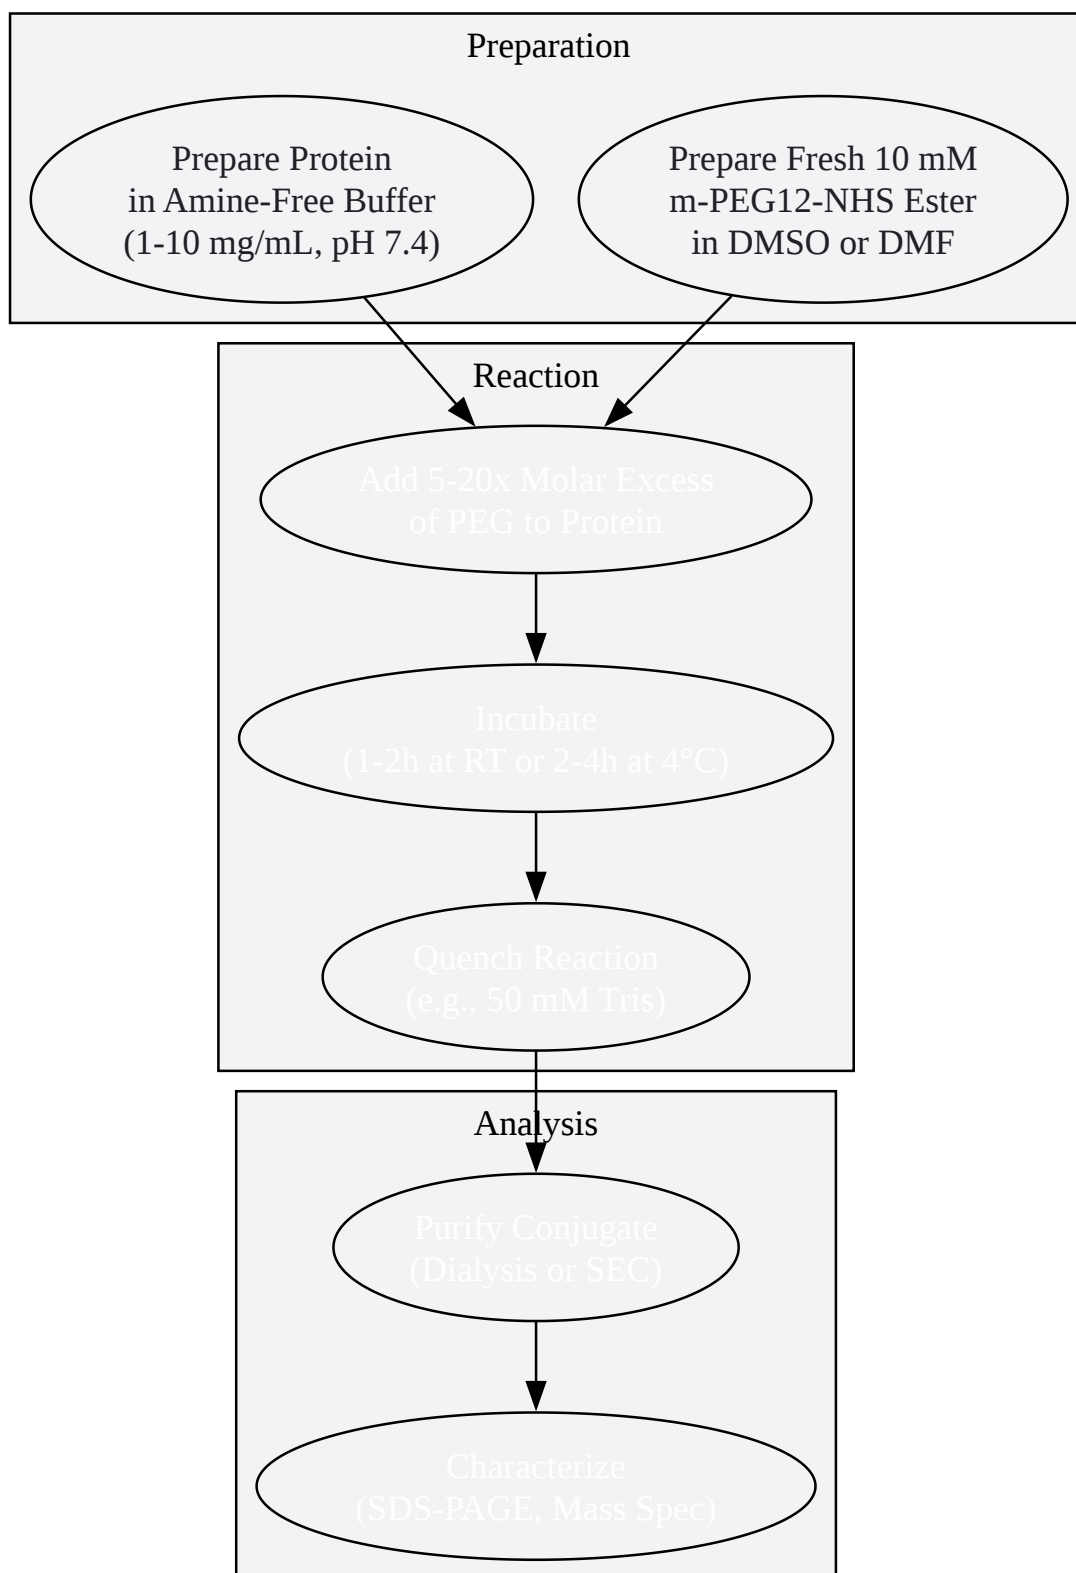 Preparation
Prepare Protein
in Amine-Free Buffer
(1-10 mg/mL, pH 7.4)
Prepare Fresh 10 mM
m-PEG12-NHS Ester
in DMSO or DMF
Reaction
Add 5-20x Molar Excess
of PEG to Protein
Incubate
(1-2h at RT or 2-4h at 4°C)
Quench Reaction
(e.g., 50 mM Tris)
Analysis
Purify Conjugate
(Dialysis or SEC)
Characterize
(SDS-PAGE, Mass Spec)